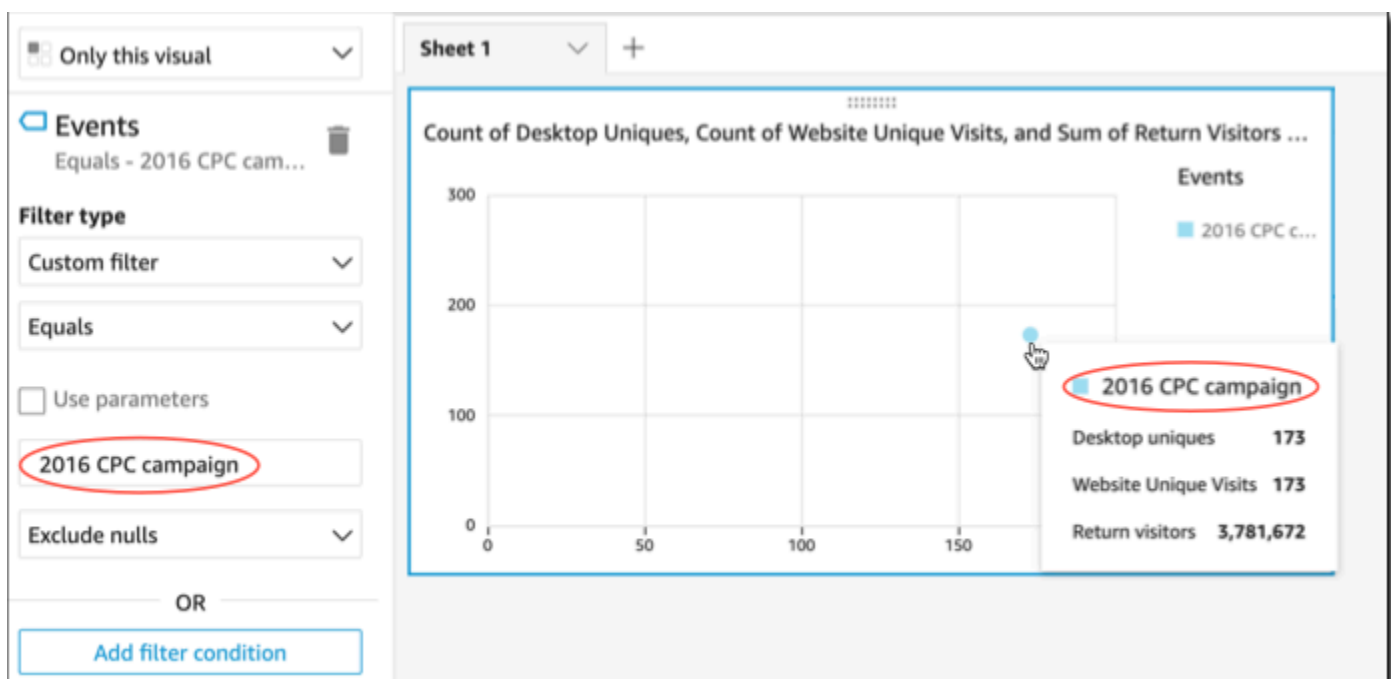 Only this visual
Events
Equals - 2016 CPC cam...
Filter type
Custom filter
Equals
Use parameters
2016 CPC campaign
Exclude nulls
OR
Add filter condition
Sheet 1
Count of Desktop Uniques, Count of Website Unique Visits, and Sum of Return Visitors ...
Events
2016 CPC c...
300
200
100
0
0 50 100 150
2016 CPC campaign
Desktop uniques 173
Website Unique Visits 173
Return visitors 3,781,672